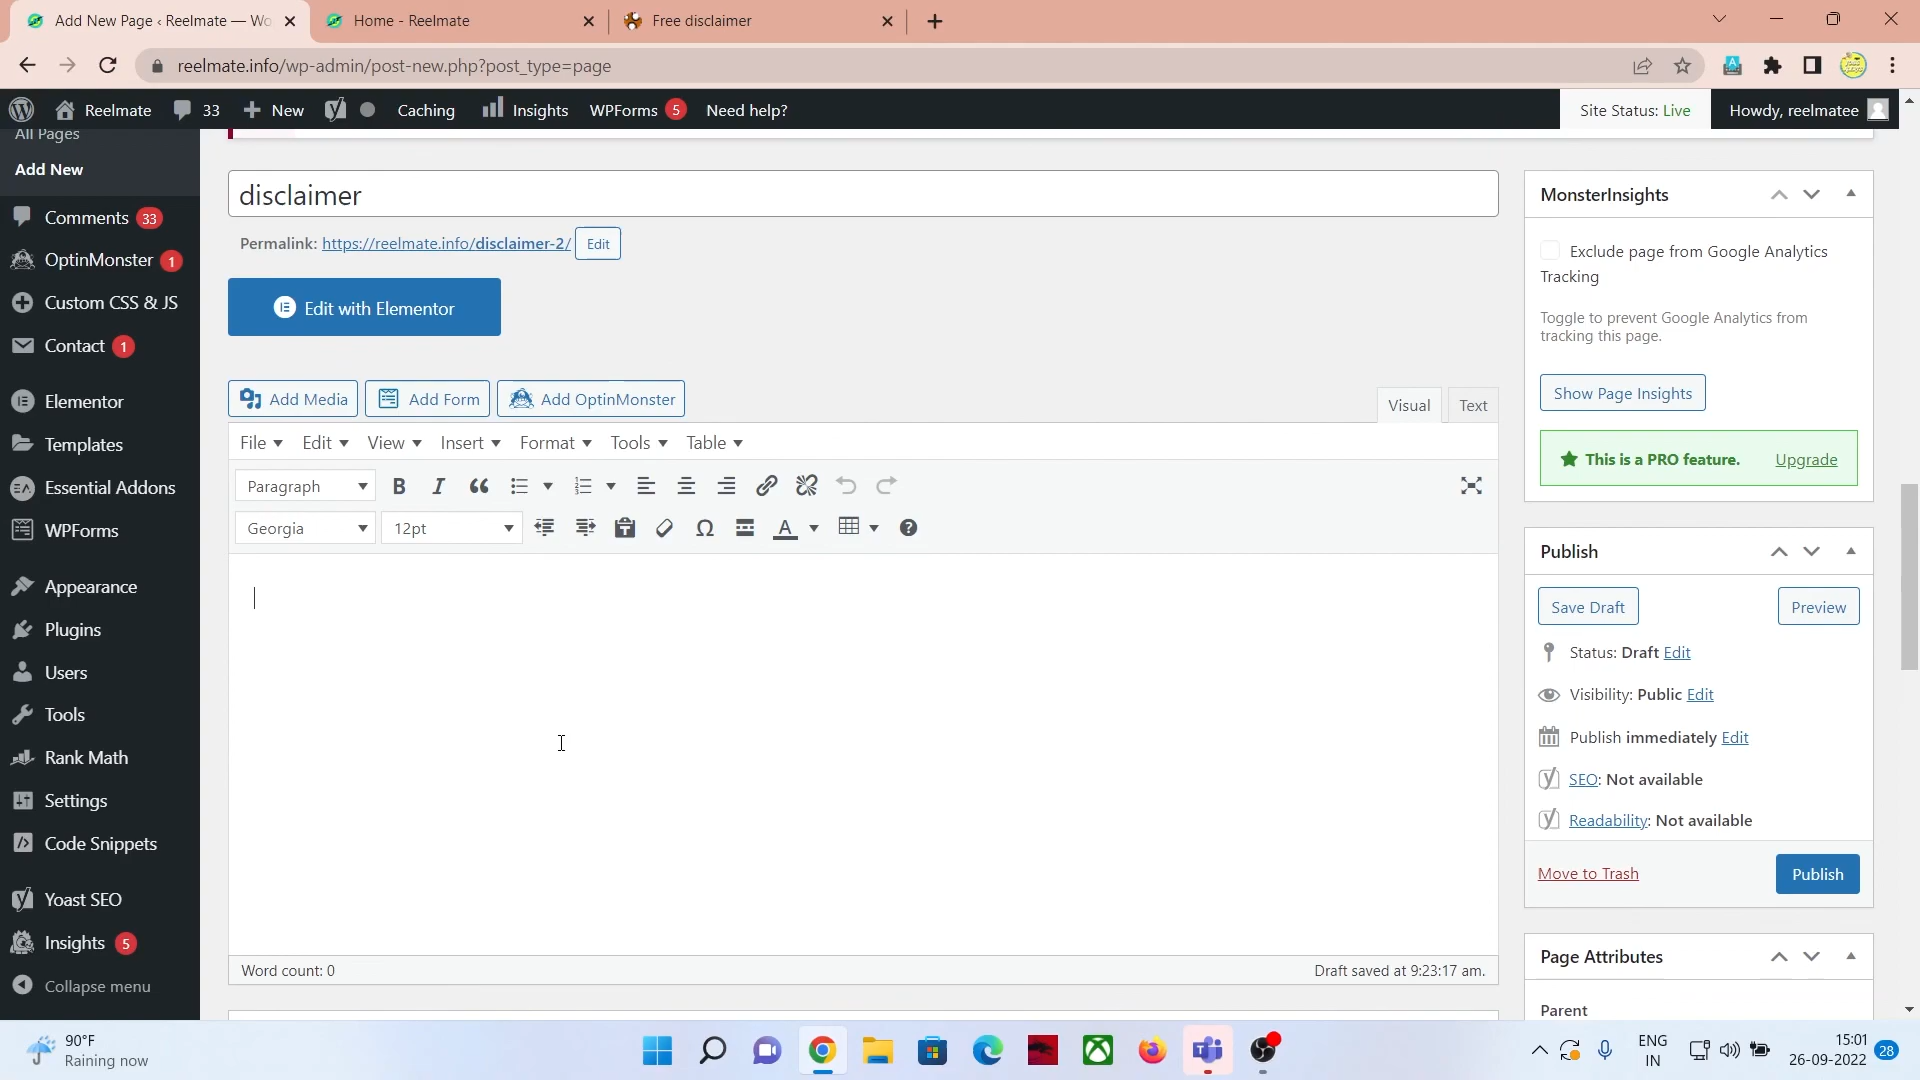 Add New Page ‹ Reelmate — Wo
Home - Reelmate
Free disclaimer
reelmate.info/wp-admin/post-new.php?post_type=page
Reelmate
33
New
Caching
Insights
WPForms 5
Need help?
Site Status: Live
Howdy, reelmatee
All Pages
Add New
Comments 33
OptinMonster 1
Custom CSS & JS
Contact 1
Elementor
Templates
Essential Addons
WPForms
Appearance
Plugins
Users
Tools
Rank Math
Settings
Code Snippets
Yoast SEO
Insights 5
Collapse menu
disclaimer
Permalink: https://reelmate.info/disclaimer-2/ Edit
Edit with Elementor
Add Media
Add Form
Add OptinMonster
Visual
Text
File
Edit
View
Insert
Format
Tools
Table
Paragraph
Georgia
12pt
Word count: 0
Draft saved at 9:23:17 am.
MonsterInsights
Exclude page from Google Analytics
Tracking
Toggle to prevent Google Analytics from
tracking this page.
Show Page Insights
This is a PRO feature.
Upgrade
Publish
Save Draft
Preview
Status: Draft Edit
Visibility: Public Edit
Publish immediately Edit
SEO: Not available
Readability: Not available
Move to Trash
Publish
Page Attributes
Parent
90°F
Raining now
ENG
IN
15:01
26-09-2022
28